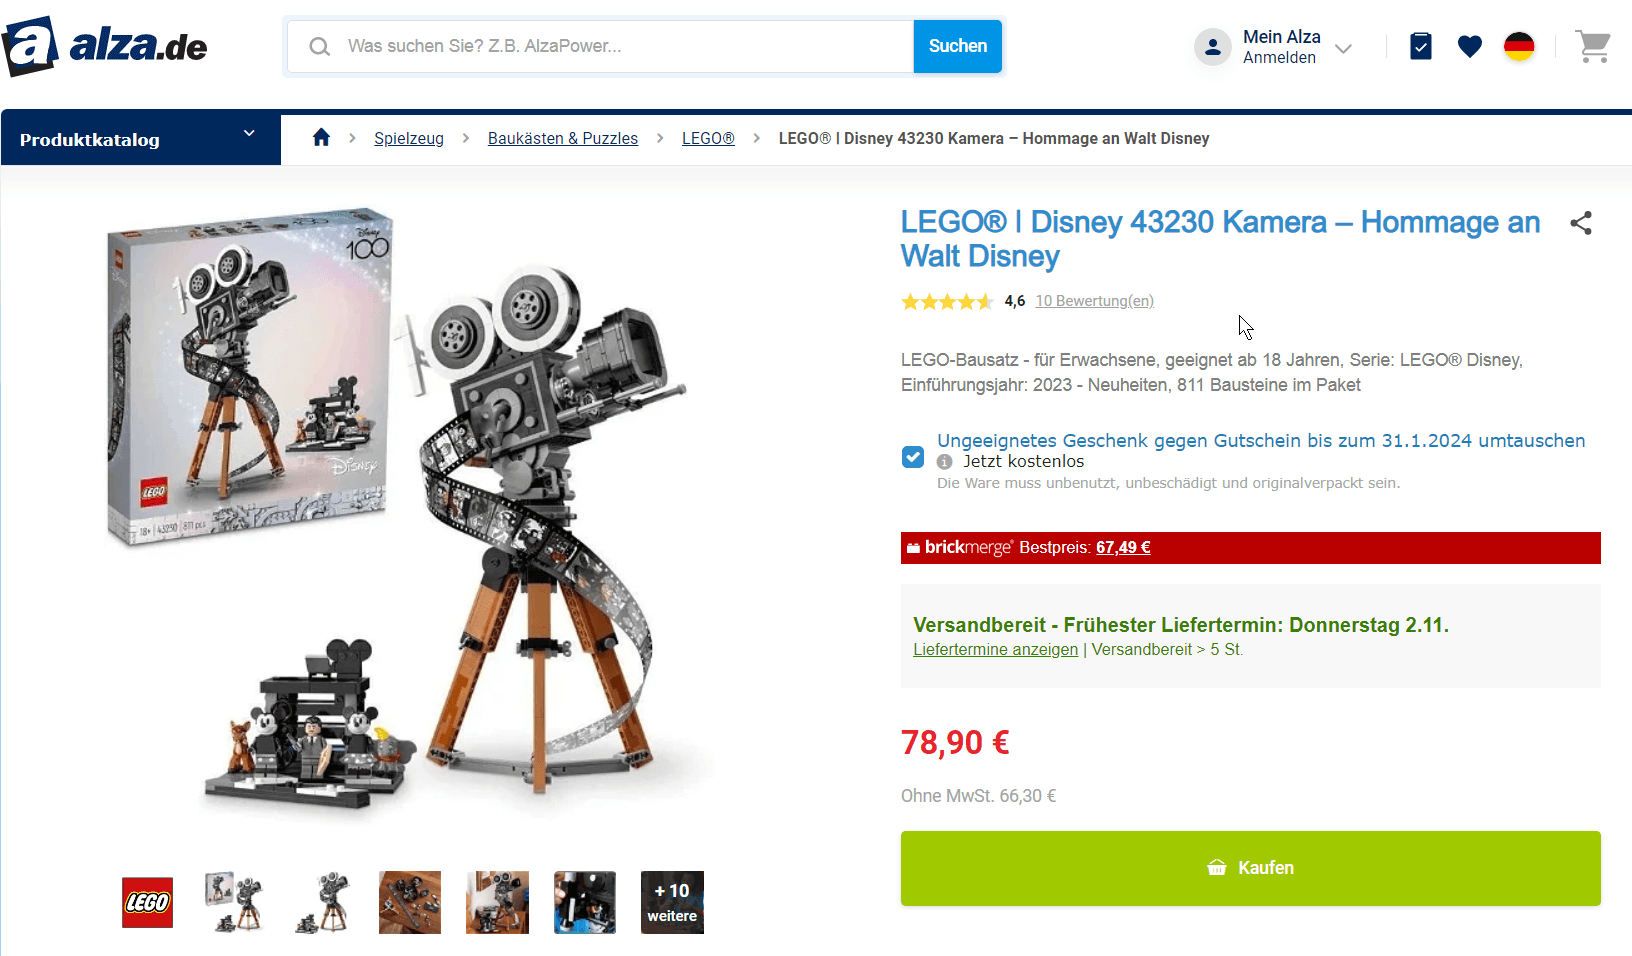 alza.de
Was suchen Sie? Z.B. AlzaPower...
Suchen
Mein Alza
Anmelden
Produktkatalog
Spielzeug
Baukästen & Puzzles
LEGO®
LEGO® | Disney 43230 Kamera – Hommage an Walt Disney
LEGO® | Disney 43230 Kamera – Hommage an
Walt Disney
4,6 10 Bewertung(en)
LEGO-Bausatz - für Erwachsene, geeignet ab 18 Jahren, Serie: LEGO® Disney,
Einführungsjahr: 2023 - Neuheiten, 811 Bausteine im Paket
Ungeeignetes Geschenk gegen Gutschein bis zum 31.1.2024 umtauschen
Jetzt kostenlos
Die Ware muss unbenutzt, unbeschädigt und originalverpackt sein.
brickmerge® Bestpreis: 67,49 €
Versandbereit - Frühester Liefertermin: Donnerstag 2.11.
Liefertermine anzeigen | Versandbereit > 5 St.
78,90 €
Ohne MwSt. 66,30 €
Kaufen
Disney
100
Disney
LEGO
18+ 43230 811 pcs
LEGO
+ 10
weitere